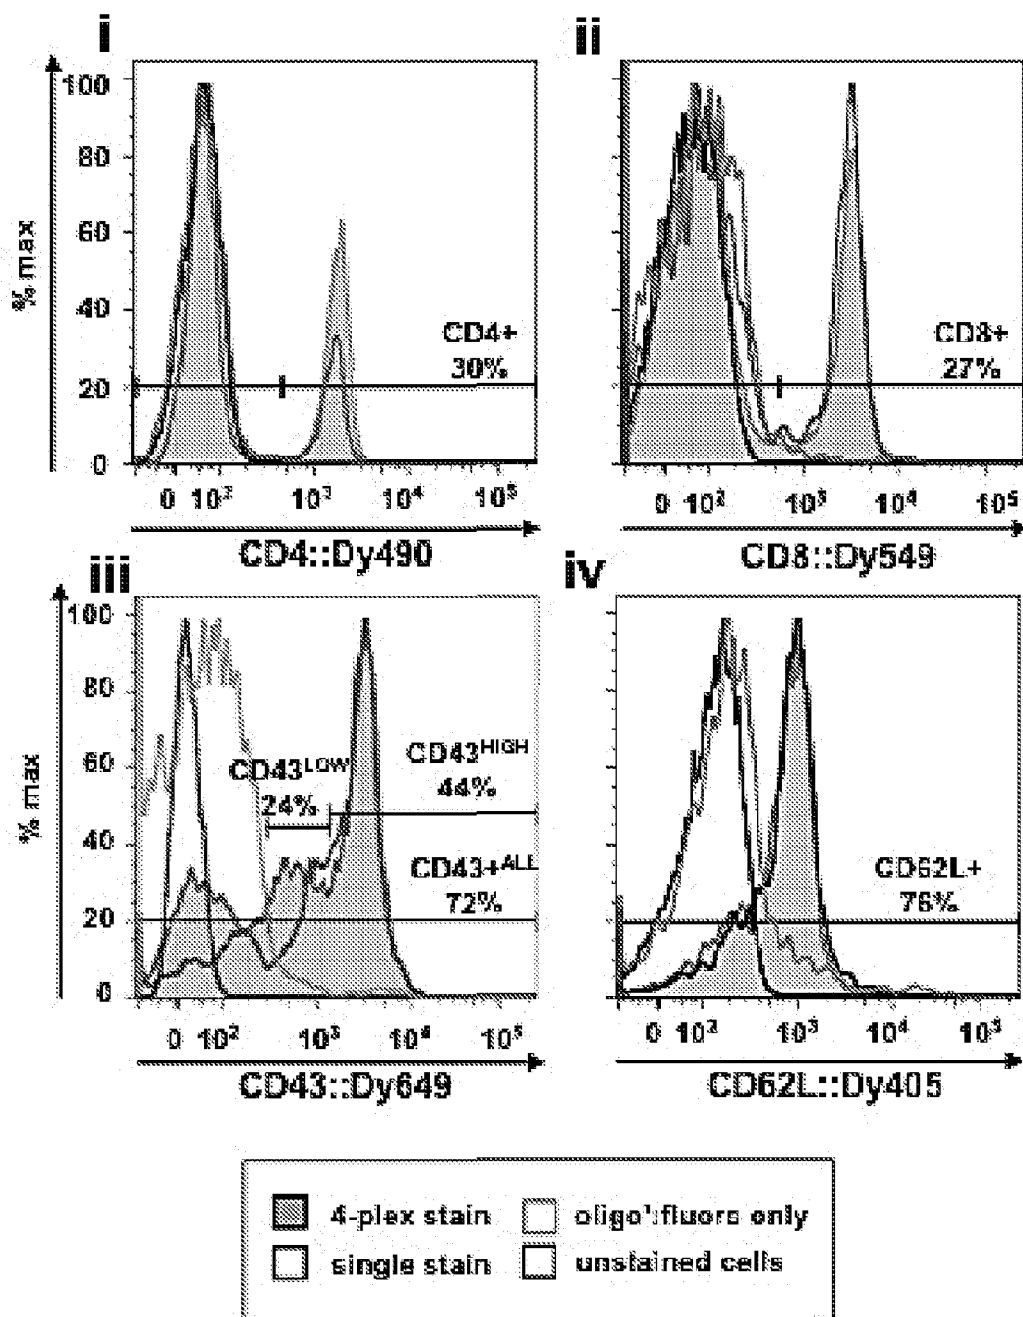 i
ii
% max
100
80
60
40
20
0
CD4+
30%
0 10² 10³ 10⁴ 10⁵
CD4::Dy490
CD8+
27%
0 10² 10³ 10⁴ 10⁵
CD8::Dy549
iii
iv
% max
100
80
60
40
20
0
CD43LOW
24%
CD43HIGH
44%
CD43+ALL
72%
0 10² 10³ 10⁴ 10⁵
CD43::Dy649
CD62L+
76%
0 10² 10³ 10⁴ 10⁵
CD62L::Dy405
4-plex stain
oligo':fluors only
single stain
unstained cells